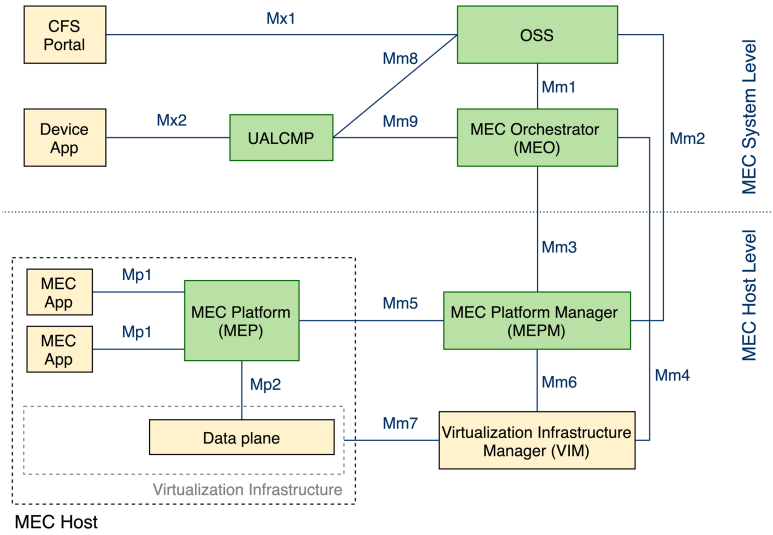 CFS
Portal
Mx1
OSS
Mm8
Mm1
Device
App
Mx2
UALCMP
Mm9
MEC Orchestrator
(MEO)
Mm2
MEC System Level
Mm3
MEC Host Level
MEC
App
Mp1
MEC
App
Mp1
MEC Platform
(MEP)
Mm5
MEC Platform Manager
(MEPM)
Mp2
Mm6
Mm4
Data plane
Mm7
Virtualization Infrastructure
Manager (VIM)
Virtualization Infrastructure
MEC Host